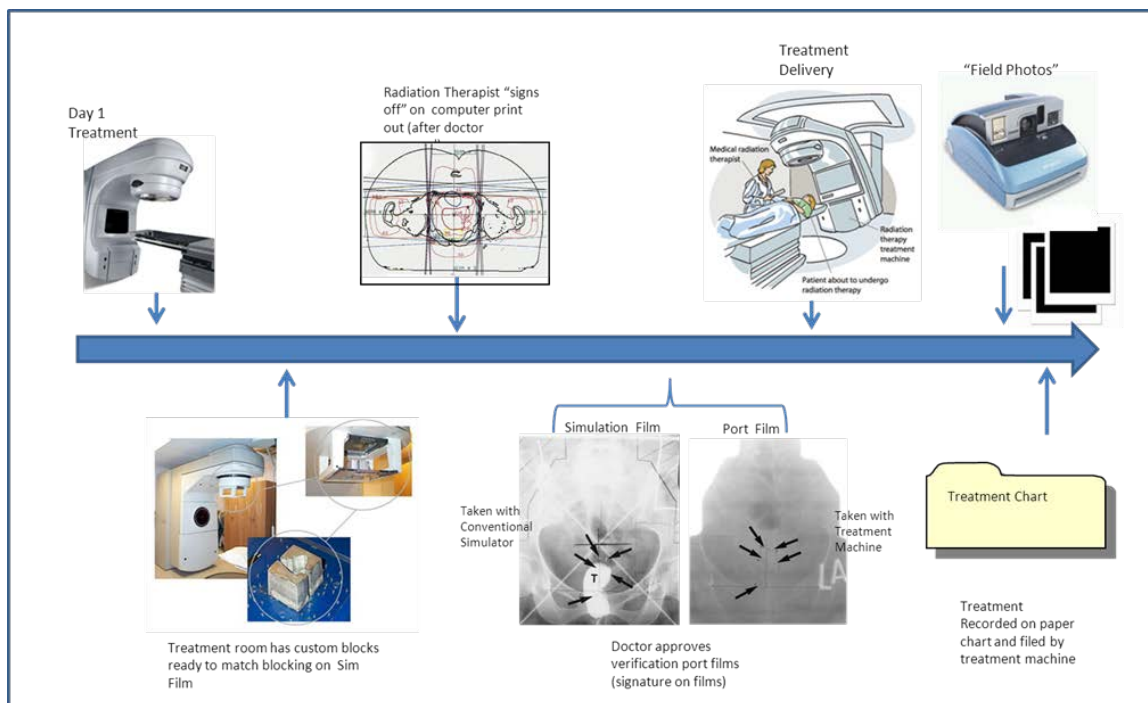 Day 1
Treatment
Radiation Therapist “signs
off” on computer print
out (after doctor
Treatment
Delivery
Medical radiation
therapist
Radiation
therapy
treatment
machine
Patient about to undergo
radiation therapy
“Field Photos”
Treatment room has custom blocks
ready to match blocking on Sim
Film
Simulation Film
Port Film
Taken with
Conventional
Simulator
T
Taken with
Treatment
Machine
LA
Doctor approves
verification port films
(signature on films)
Treatment Chart
Treatment
Recorded on paper
chart and filed by
treatment machine